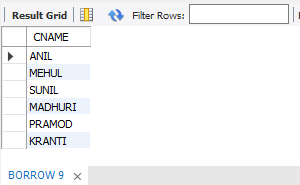 Result Grid Filter Rows:
CNAME
ANIL
MEHUL
SUNIL
MADHURI
PRAMOD
KRANTI
BORROW 9 ×